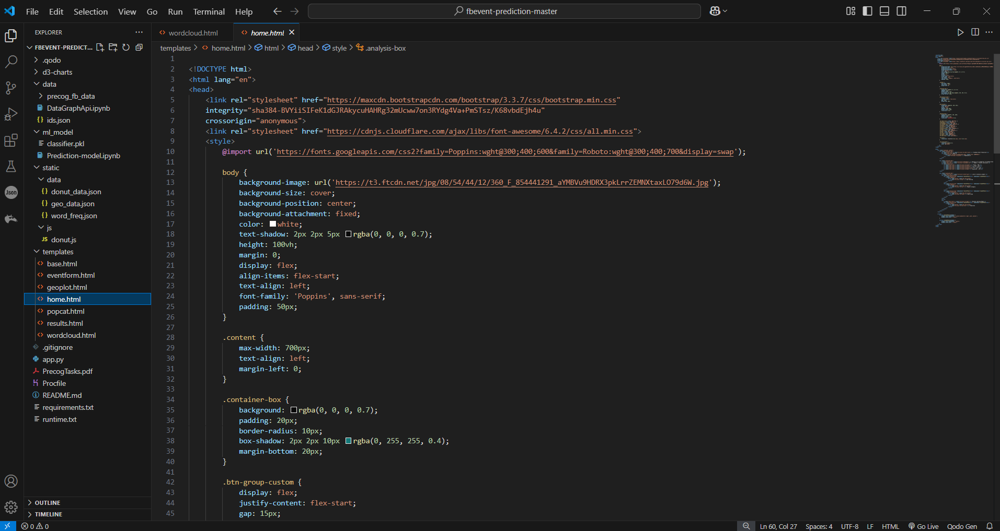 File Edit Selection View Go Run Terminal Help
fbevent-prediction-master
EXPLORER
FBEVENT-PREDICT...
.qodo
d3-charts
data
precog_fb_data
DataGraphApi.ipynb
ids.json
ml_model
classifier.pkl
Prediction-model.ipynb
static
data
donut_data.json
geo_data.json
word_freq.json
js
JS donut.js
templates
base.html
eventform.html
geoplot.html
home.html
popcat.html
results.html
wordcloud.html
.gitignore
app.py
PrecogTasks.pdf
Procfile
README.md
requirements.txt
runtime.txt
OUTLINE
TIMELINE
Json
wordcloud.html home.html
templates > home.html > html > head > style > .analysis-box
1
2 <!DOCTYPE html>
3 <html lang="en">
4 <head>
5 <link rel="stylesheet" href="https://maxcdn.bootstrapcdn.com/bootstrap/3.3.7/css/bootstrap.min.css"
6 integrity="sha384-BVYiiSIFeK1dGJRAkycuHAHRg32mUcww7on3RYdg4Va+PmSTsz/K68vbdEjh4u"
7 crossorigin="anonymous">
8 <link rel="stylesheet" href="https://cdnjs.cloudflare.com/ajax/libs/font-awesome/6.4.2/css/all.min.css">
9 <style>
10 @import url('https://fonts.googleapis.com/css2?family=Poppins:wght@300;400;600&family=Roboto:wght@300;400;700&display=swap');
11
12 body {
13 background-image: url('https://t3.ftcdn.net/jpg/08/54/44/12/360_F_854441291_aYMBVu9HDRX3pkLrrZEMNXtaxLO79d6W.jpg');
14 background-size: cover;
15 background-position: center;
16 background-attachment: fixed;
17 color: white;
18 text-shadow: 2px 2px 5px rgba(0, 0, 0, 0.7);
19 height: 100vh;
20 margin: 0;
21 display: flex;
22 align-items: flex-start;
23 text-align: left;
24 font-family: 'Poppins', sans-serif;
25 padding: 50px;
26 }
27
28 .content {
29 max-width: 700px;
30 text-align: left;
31 margin-left: 0;
32 }
33
34 .container-box {
35 background: rgba(0, 0, 0, 0.7);
36 padding: 20px;
37 border-radius: 10px;
38 box-shadow: 2px 2px 10px rgba(0, 255, 255, 0.4);
39 margin-bottom: 20px;
40 }
41
42 .btn-group-custom {
43 display: flex;
44 justify-content: flex-start;
45 gap: 15px;
0 0 Ln 60, Col 27 Spaces: 4 UTF-8 LF HTML Go Live Qodo Gen